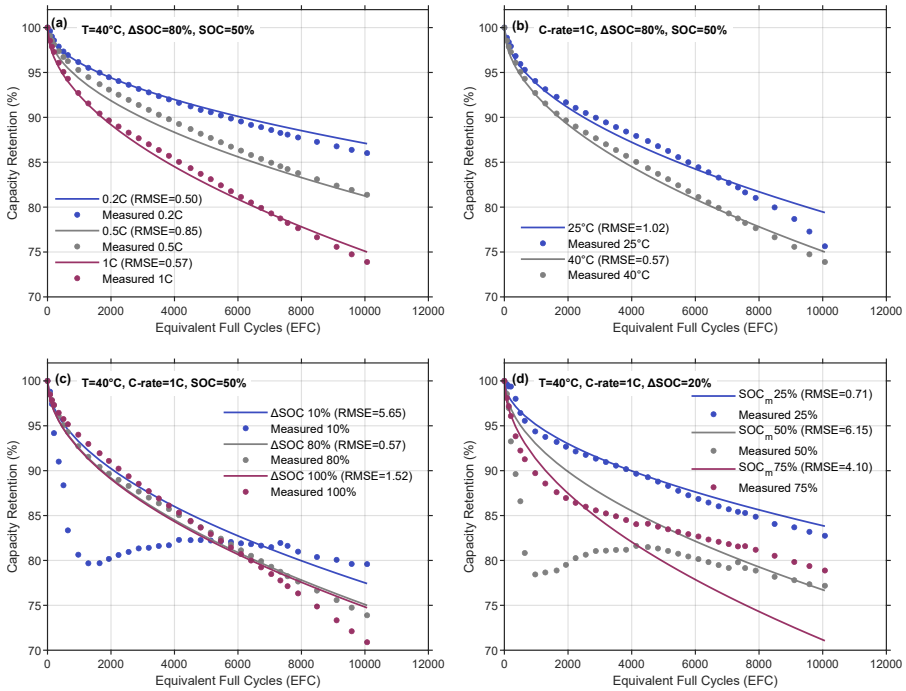 (a)
T=40°C, ΔSOC=80%, SOC=50%
100
95
90
85
80
75
70
Capacity Retention (%)
0.2C (RMSE=0.50)
Measured 0.2C
0.5C (RMSE=0.85)
Measured 0.5C
1C (RMSE=0.57)
Measured 1C
0 2000 4000 6000 8000 10000 12000
Equivalent Full Cycles (EFC)
(b)
C-rate=1C, ΔSOC=80%, SOC=50%
100
95
90
85
80
75
70
Capacity Retention (%)
25°C (RMSE=1.02)
Measured 25°C
40°C (RMSE=0.57)
Measured 40°C
0 2000 4000 6000 8000 10000 12000
Equivalent Full Cycles (EFC)
(c)
T=40°C, C-rate=1C, SOC=50%
100
95
90
85
80
75
70
Capacity Retention (%)
ΔSOC 10% (RMSE=5.65)
Measured 10%
ΔSOC 80% (RMSE=0.57)
Measured 80%
ΔSOC 100% (RMSE=1.52)
Measured 100%
0 2000 4000 6000 8000 10000 12000
Equivalent Full Cycles (EFC)
(d)
T=40°C, C-rate=1C, ΔSOC=20%
100
95
90
85
80
75
70
Capacity Retention (%)
SOCm25% (RMSE=0.71)
Measured 25%
SOCm50% (RMSE=6.15)
Measured 50%
SOCm75% (RMSE=4.10)
Measured 75%
0 2000 4000 6000 8000 10000 12000
Equivalent Full Cycles (EFC)